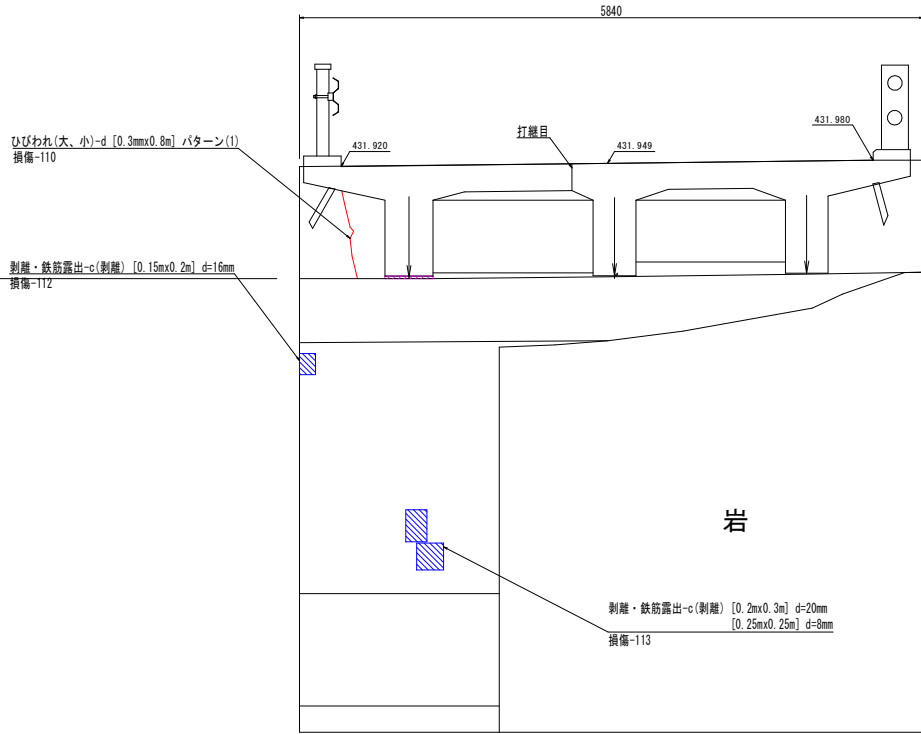 5840
ひびわれ(大、小)-d [0.3mmx0.8m] パターン(1)
損傷-110
431.920
打継目
431.949
431.980
剥離・鉄筋露出-c(剥離) [0.15mx0.2m] d=16mm
損傷-112
岩
剥離・鉄筋露出-c(剥離) [0.2mx0.3m] d=20mm
[0.25mx0.25m] d=8mm
損傷-113